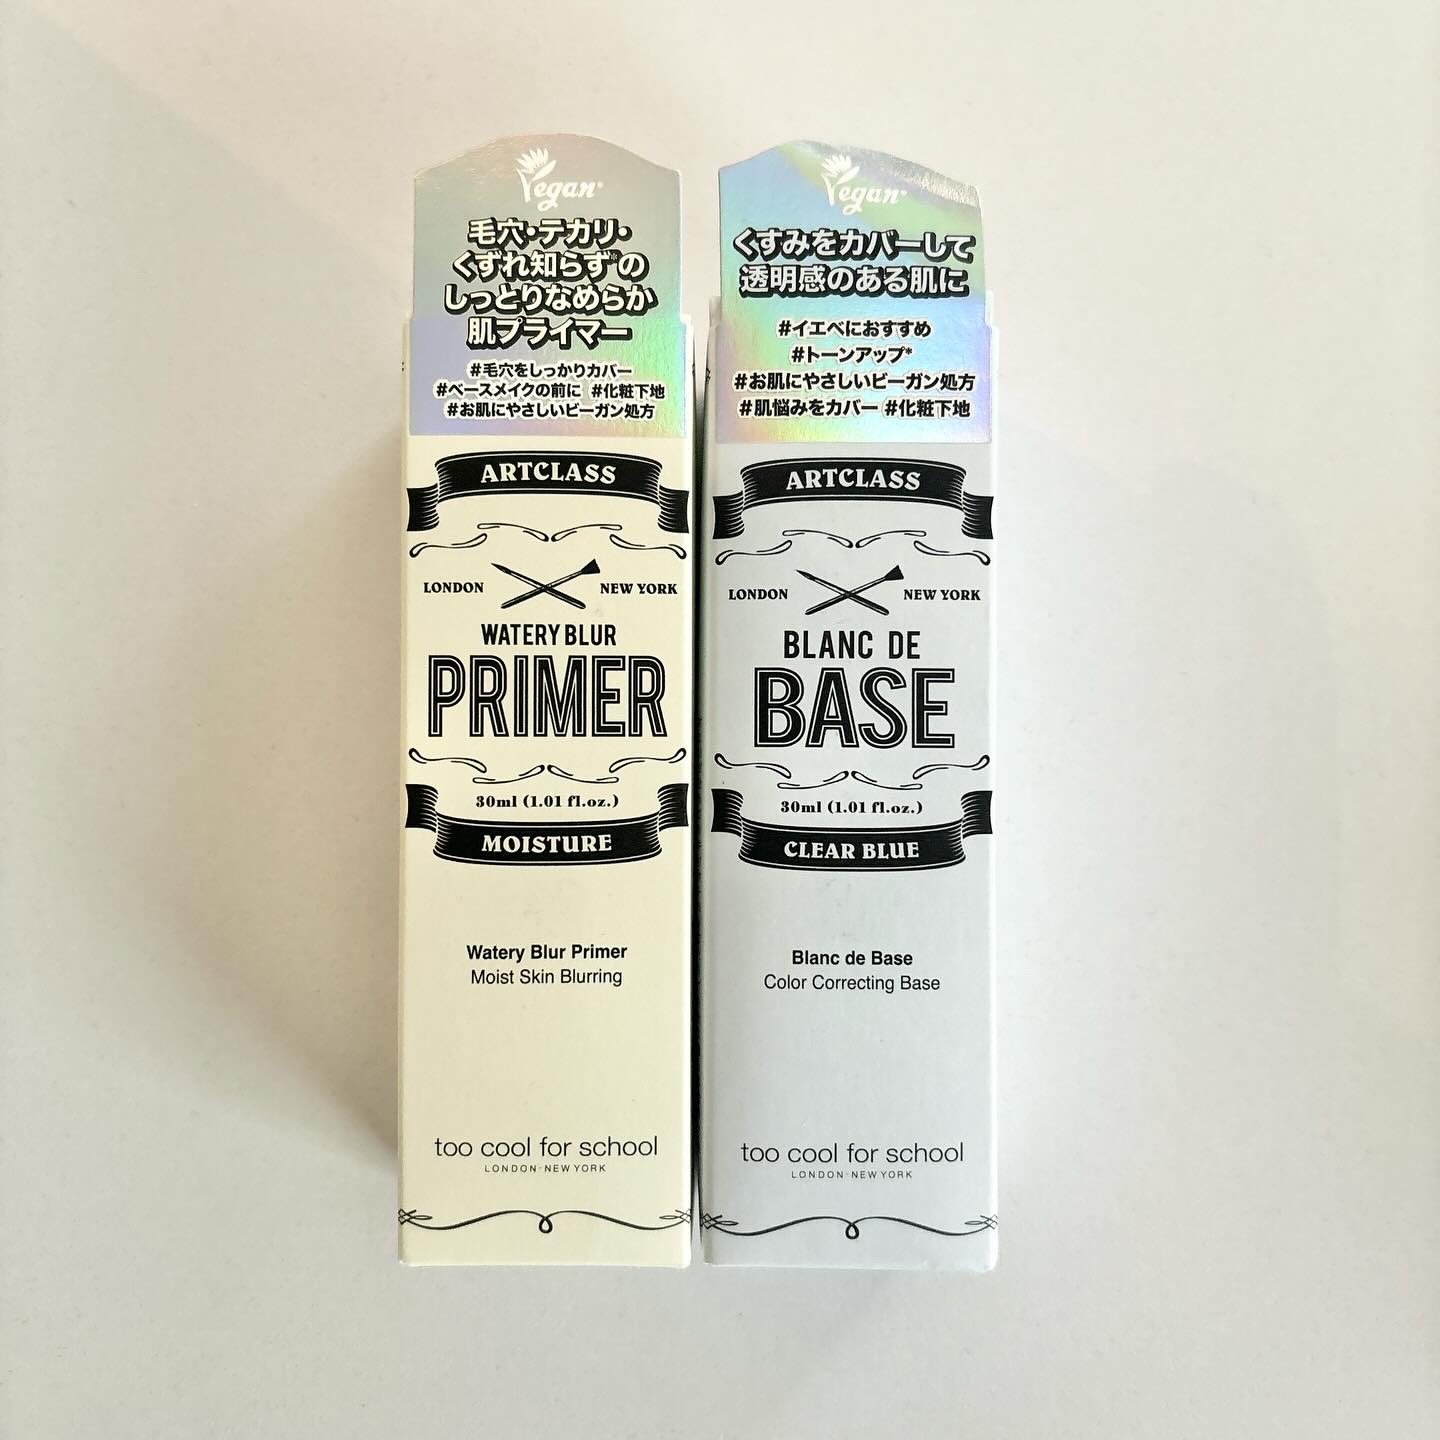 Vegan
毛穴・テカリ・
くずれ知らず※の
しっとりなめらか
肌プライマー
#毛穴をしっかりカバー
#ベースメイクの前に #化粧下地
#お肌にやさしいビーガン処方
ARTCLASS
LONDON NEW YORK
WATERY BLUR
PRIMER
30ml (1.01 fl.oz.)
MOISTURE
Watery Blur Primer
Moist Skin Blurring
too cool for school
LONDON·NEW YORK
Vegan
くすみをカバーして
透明感のある肌に
#イエベにおすすめ
#トーンアップ*
#お肌にやさしいビーガン処方
#肌悩みをカバー #化粧下地
ARTCLASS
LONDON NEW YORK
BLANC DE
BASE
30ml (1.01 fl.oz.)
CLEAR BLUE
Blanc de Base
Color Correcting Base
too cool for school
LONDON·NEW YORK